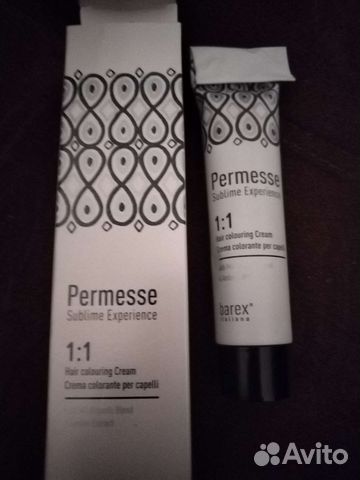 Permesse
Sublime Experience
1:1
Hair colouring Cream
Crema colorante per capelli
Permesse
Sublime Experience
1:1
Hair colouring Cream
Crema colorante per capelli
barex
italiana
Avito